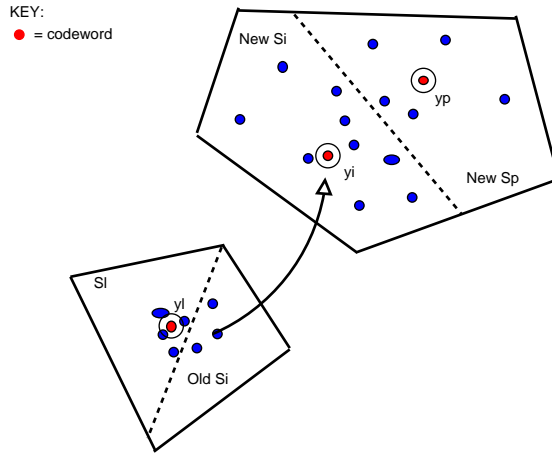 KEY:
= codeword
New Si
yp
yi
New Sp
Sl
yl
Old Si